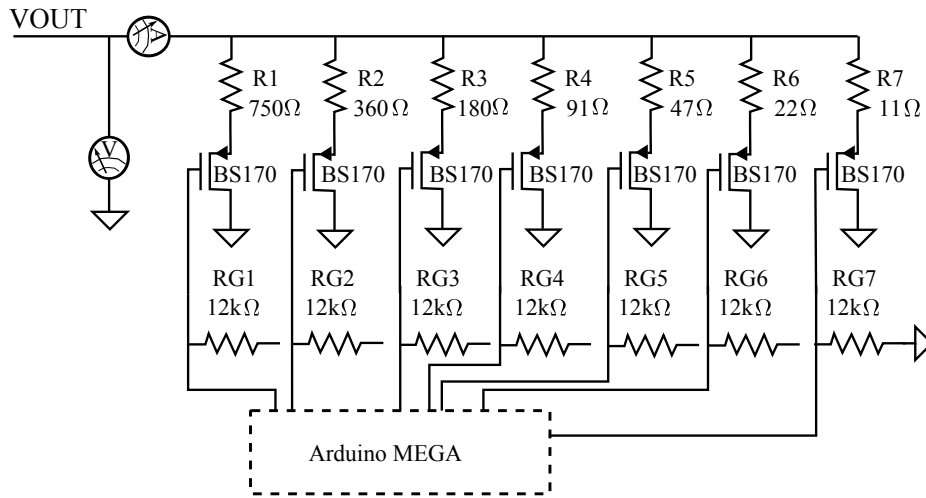 VOUT
A
R1 R2 R3 R4 R5 R6 R7
750Ω 360Ω 180Ω 91Ω 47Ω 22Ω 11Ω
V
BS170 BS170 BS170 BS170 BS170 BS170 BS170
RG1 RG2 RG3 RG4 RG5 RG6 RG7
12kΩ 12kΩ 12kΩ 12kΩ 12kΩ 12kΩ 12kΩ
Arduino MEGA